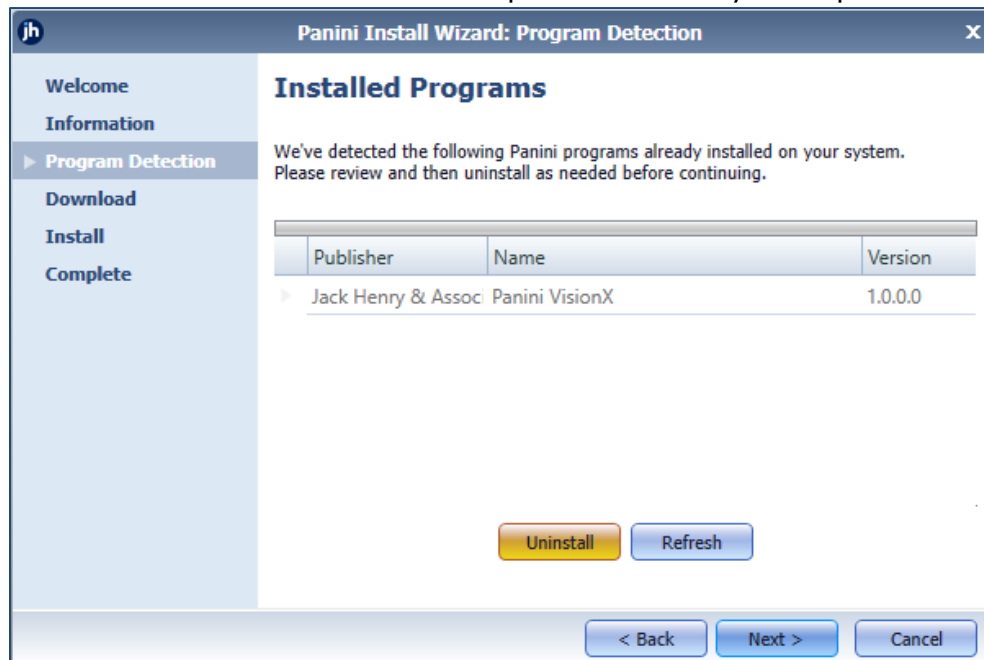 jh
Panini Install Wizard: Program Detection
x
Welcome
Information
Program Detection
Download
Install
Complete
Installed Programs
We've detected the following Panini programs already installed on your system.
Please review and then uninstall as needed before continuing.
Publisher Name Version
Jack Henry & Associ Panini VisionX 1.0.0.0
Uninstall Refresh
< Back Next > Cancel